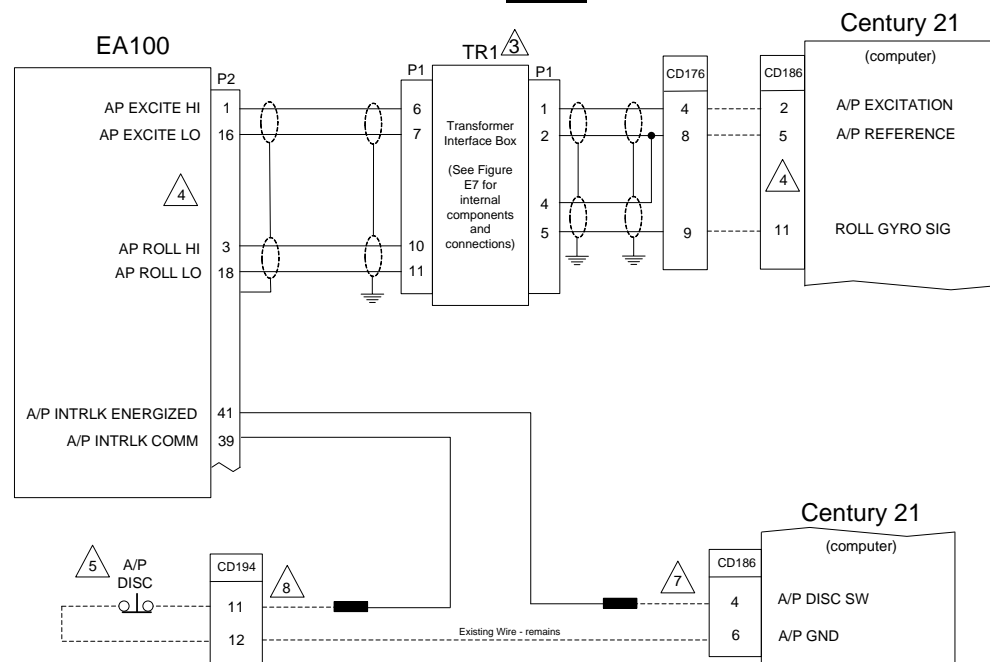 EA100
P2
AP EXCITE HI 1
AP EXCITE LO 16
4
AP ROLL HI 3
AP ROLL LO 18
A/P INTRLK ENERGIZED 41
A/P INTRLK COMM 39
TR1 3
P1
6
7
10
11
Transformer
Interface Box
(See Figure
E7 for
internal
components
and
connections)
P1
1
2
4
5
CD176
4
8
9
Century 21
(computer)
CD186
2 A/P EXCITATION
5 A/P REFERENCE
4
11 ROLL GYRO SIG
5
A/P
DISC
CD194
8
11
12
Existing Wire - remains
7
Century 21
(computer)
CD186
4 A/P DISC SW
6 A/P GND